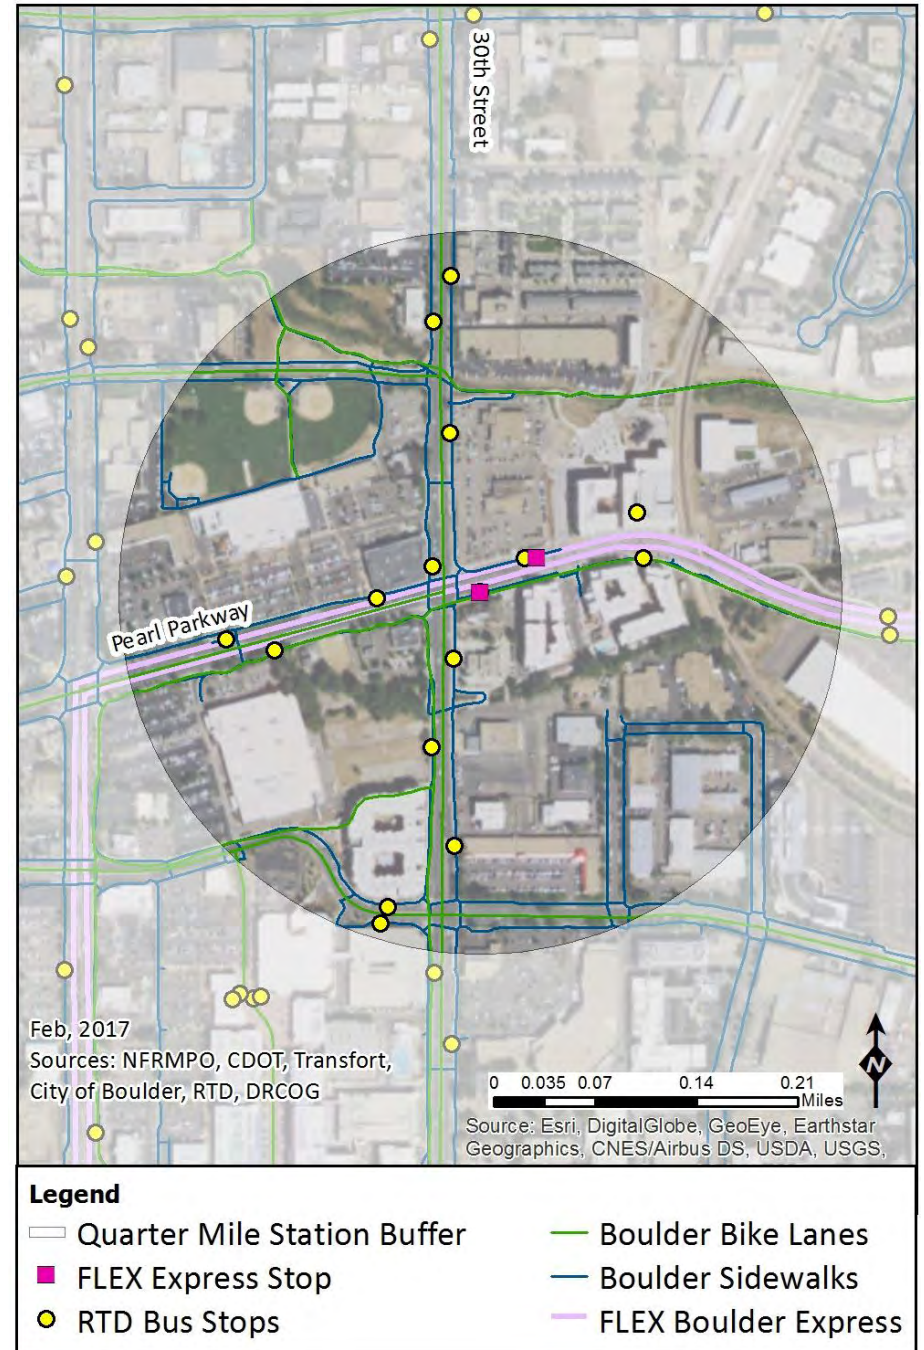 30th Street
Pearl Parkway
Feb, 2017
Sources: NFRMPO, CDOT, Transfort,
City of Boulder, RTD, DRCOG
0 0.035 0.07 0.14 0.21
Miles
Source: Esri, DigitalGlobe, GeoEye, Earthstar
Geographics, CNES/Airbus DS, USDA, USGS,
N
Legend
Quarter Mile Station Buffer
FLEX Express Stop
RTD Bus Stops
Boulder Bike Lanes
Boulder Sidewalks
FLEX Boulder Express